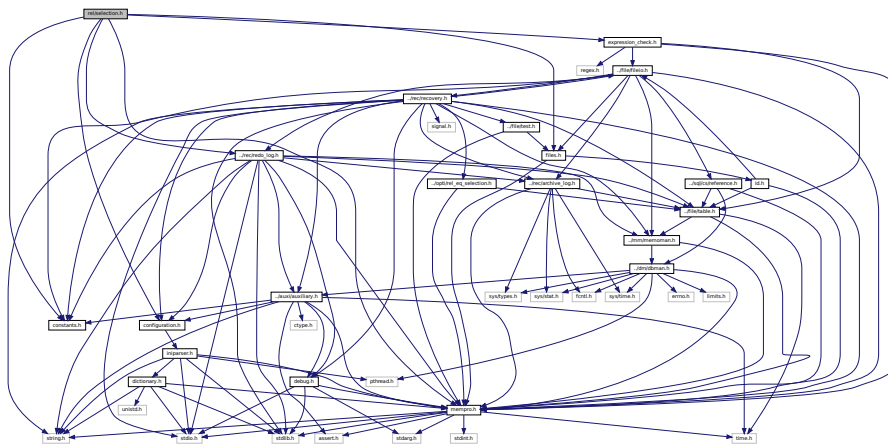 rel/selection.h
expression_check.h
regex.h
../file/fileio.h
../rec/recovery.h
signal.h
../file/test.h
../rec/redo_log.h
files.h
../opti/rel_eq_selection.h
../rec/archive_log.h
../sql/cs/reference.h
id.h
../file/table.h
../mm/memoman.h
../dm/dbman.h
../auxi/auxiliary.h
sys/types.h
sys/stat.h
fcntl.h
sys/time.h
errno.h
limits.h
constants.h
configuration.h
ctype.h
iniparser.h
dictionary.h
debug.h
pthread.h
unistd.h
mempro.h
string.h
stdio.h
stdlib.h
assert.h
stdarg.h
stdint.h
time.h